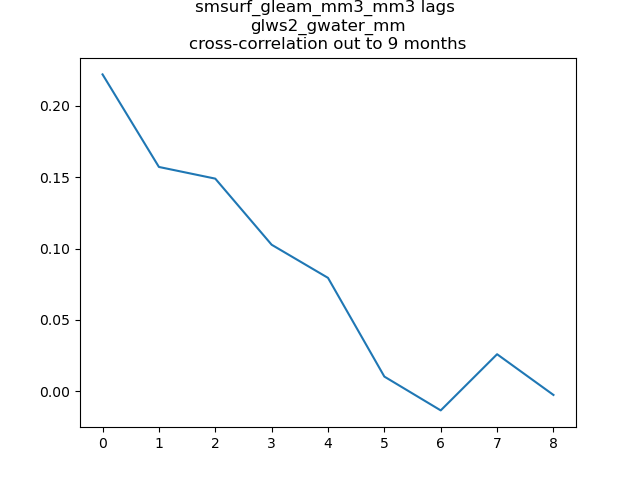 smsurf_gleam_mm3_mm3 lags
glws2_gwater_mm
cross-correlation out to 9 months
0.20
0.15
0.10
0.05
0.00
0 1 2 3 4 5 6 7 8